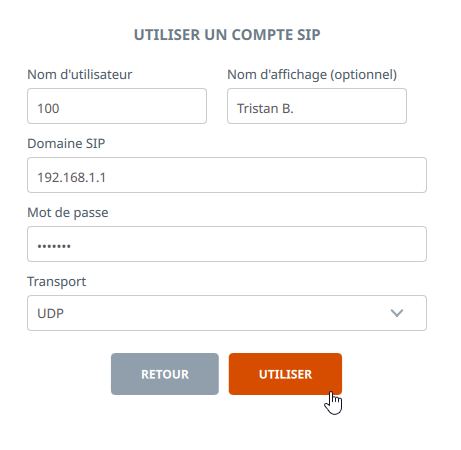 UTILISER UN COMPTE SIP
Nom d'utilisateur Nom d'affichage (optionnel)
100 Tristan B.
Domaine SIP
192.168.1.1
Mot de passe
•••••••
Transport
UDP
RETOUR UTILISER